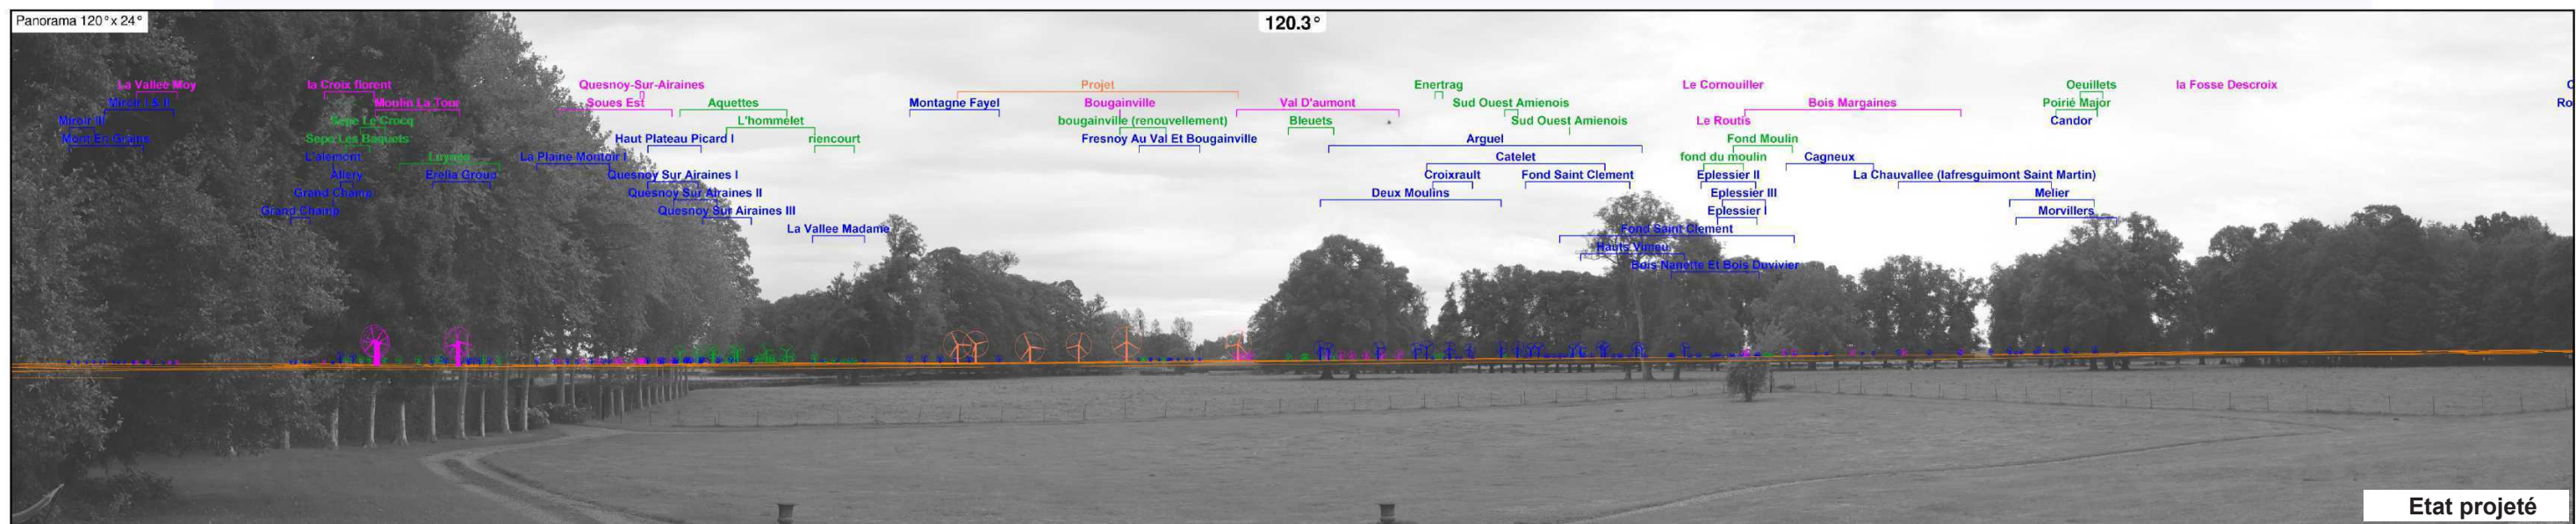 Panorama 120°x 24°
120.3°
La Vallee Moy
la Croix florent
Quesnoy-Sur-Airaines
Projet
Enertrag
Le Cornouiller
Oeuillets
la Fosse Descroix
Miroir I & II
Moulin La Tour
Soues Est
Aquettes
Montagne Fayel
Bougainville
Val D'aumont
Sud Ouest Amienois
Bois Margaines
Poirié Major
Ro
Miroir III
Sepe Le Crocq
L'hommelet
bougainville (renouvellement)
Bleuets
Sud Ouest Amienois
Le Routis
Candor
Mont En Grains
Sepe Les Baquets
Haut Plateau Picard I
riencourt
Fresnoy Au Val Et Bougainville
Arguel
Fond Moulin
L'alemont
Luynes
La Plaine Montoir I
Catelet
fond du moulin
Cagneux
Allery
Erelia Group
Quesnoy Sur Airaines I
Croixrault
Fond Saint Clement
Eplessier II
La Chauvallee (lafresguimont Saint Martin)
Grand Champ
Quesnoy Sur Airaines II
Deux Moulins
Eplessier III
Melier
Grand Champ
Quesnoy Sur Airaines III
Eplessier I
Morvillers
La Vallee Madame
Fond Saint Clement
Hauts Vimeu
Bois Nanette Et Bois Duvivier
Etat projeté